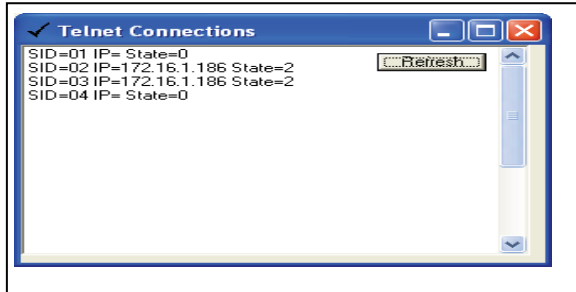 Telnet Connections
SID=01 IP= State=0
Refresh
SID=02 IP=172.16.1.186 State=2
SID=03 IP=172.16.1.186 State=2
SID=04 IP= State=0